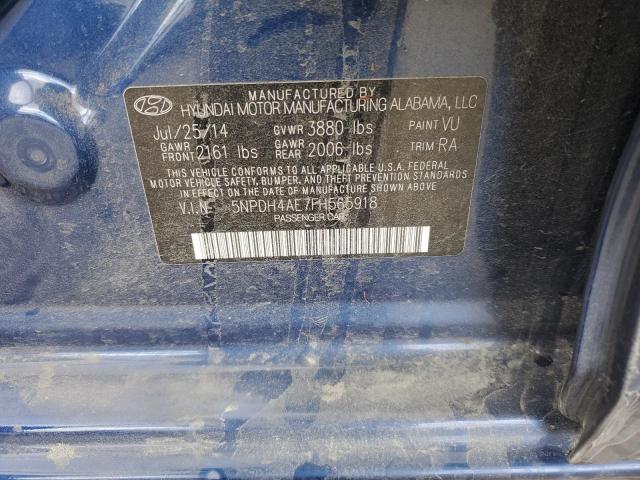 MANUFACTURED BY
HYUNDAI MOTOR MANUFACTURING ALABAMA, LLC
Jul/25/14 GVWR 3880 lbs PAINT VU
GAWR FRONT 2161 lbs GAWR REAR 2006 lbs TRIM RA
THIS VEHICLE CONFORMS TO ALL APPLICABLE U.S.A. FEDERAL
MOTOR VEHICLE SAFETY, BUMPER, AND THEFT PREVENTION STANDARDS
IN EFFECT ON THE DATE OF MANUFACTURE SHOWN ABOVE.
V.I.N: 5NPDH4AE7FH565918
PASSENGER CAR